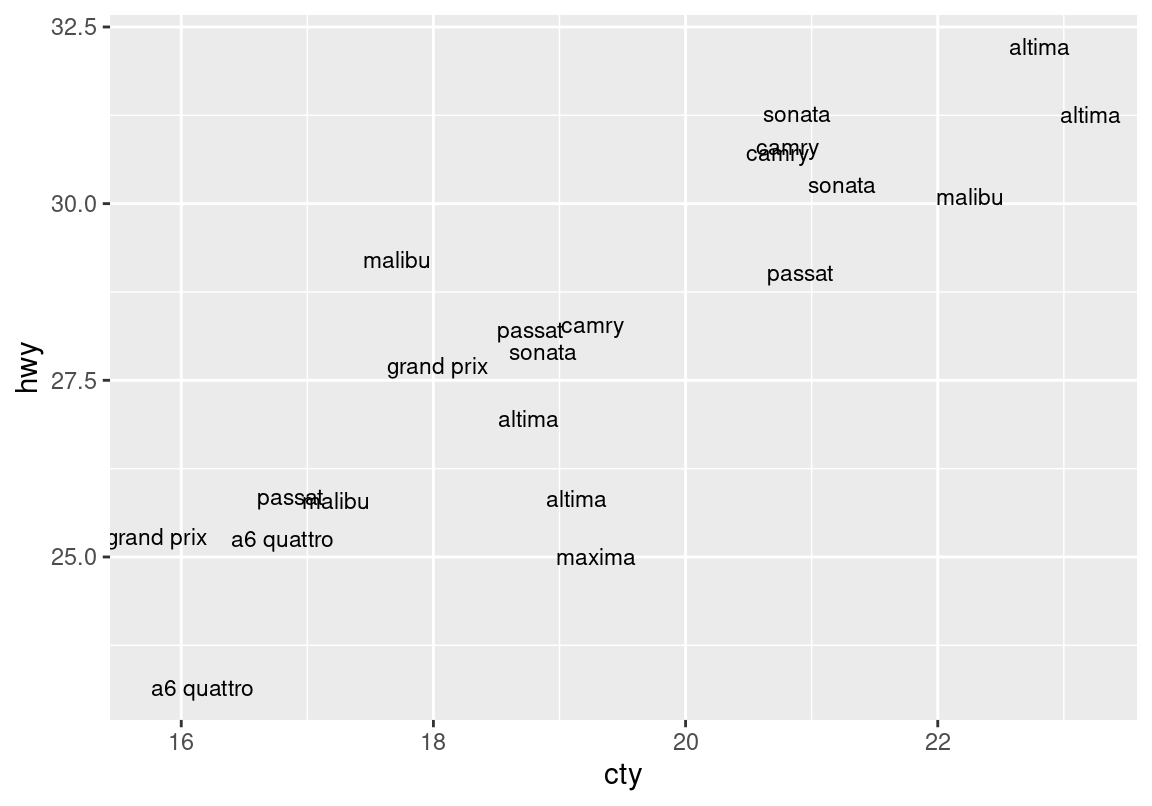 32.5
altima
sonata
altima
camry
camry
sonata
malibu
30.0
malibu
passat
passat
camry
sonata
grand prix
27.5
altima
passat
malibu
altima
grand prix
a6 quattro
25.0
maxima
a6 quattro
hwy
16
18
20
22
cty